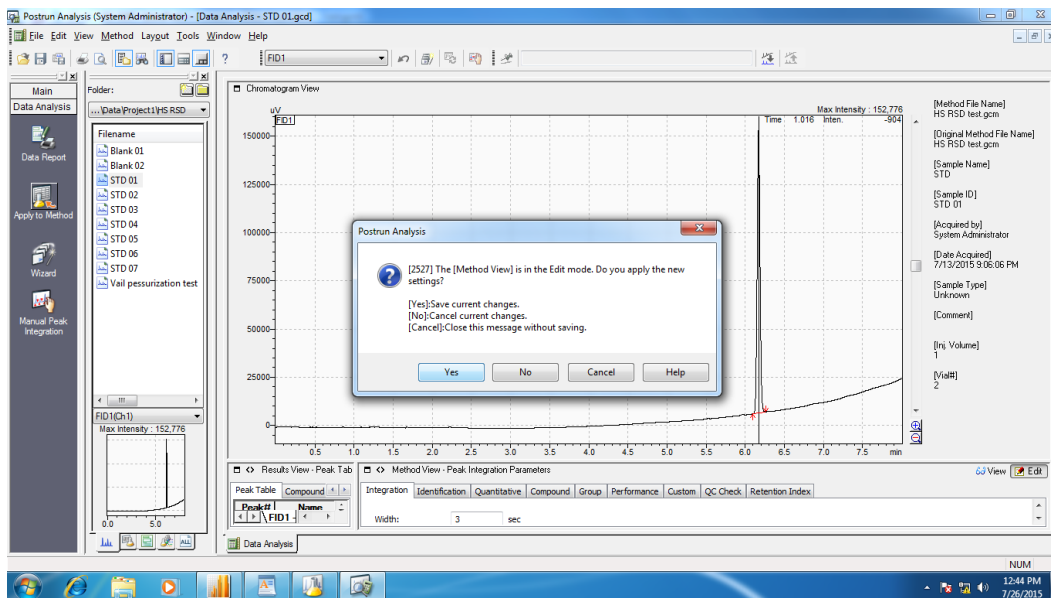 Postrun Analysis (System Administrator) - [Data Analysis - STD 01.gcd]
File Edit View Method Layout Tools Window Help
? FID1
Main
Data Analysis
Data Report
Apply to Method
Wizard
Manual Peak
Integration
Folder:
...\Data\Project1\HS RSD
Filename
Blank 01
Blank 02
STD 01
STD 02
STD 03
STD 04
STD 05
STD 06
STD 07
Vail pessurization test
FID1(Ch1)
Max Intensity : 152,776
0.0 5.0
ALL
Chromatogram View
uV
FID1
Max Intensity : 152,776
Time 1.016 Inten. -904
150000
125000
100000
75000
50000
25000
0
0.5 1.0 1.5 2.0 2.5 3.0 3.5 4.0 4.5 5.0 5.5 6.0 6.5 7.0 7.5 min
[Method File Name]
HS RSD test.gcm
[Original Method File Name]
HS RSD test.gcm
[Sample Name]
STD
[Sample ID]
STD 01
[Acquired by]
System Administrator
[Date Acquired]
7/13/2015 9:06:06 PM
[Sample Type]
Unknown
[Comment]
[Inj. Volume]
1
[Vial#]
2
Postrun Analysis
[2527] The [Method View] is in the Edit mode. Do you apply the new
settings?
[Yes]:Save current changes.
[No]:Cancel current changes.
[Cancel]:Close this message without saving.
Yes No Cancel Help
Results View - Peak Tab
Peak Table Compound
Peak# Name
FID1
Method View - Peak Integration Parameters
View Edit
Integration Identification Quantitative Compound Group Performance Custom QC Check Retention Index
Width: 3 sec
Data Analysis
NUM
12:44 PM
7/26/2015